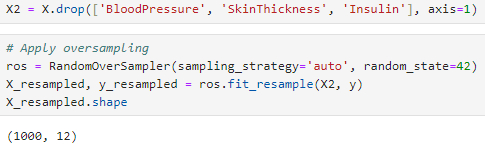 X2 = X.drop(['BloodPressure', 'SkinThickness', 'Insulin'], axis=1)
# Apply oversampling
ros = RandomOverSampler(sampling_strategy='auto', random_state=42)
X_resampled, y_resampled = ros.fit_resample(X2, y)
X_resampled.shape
(1000, 12)